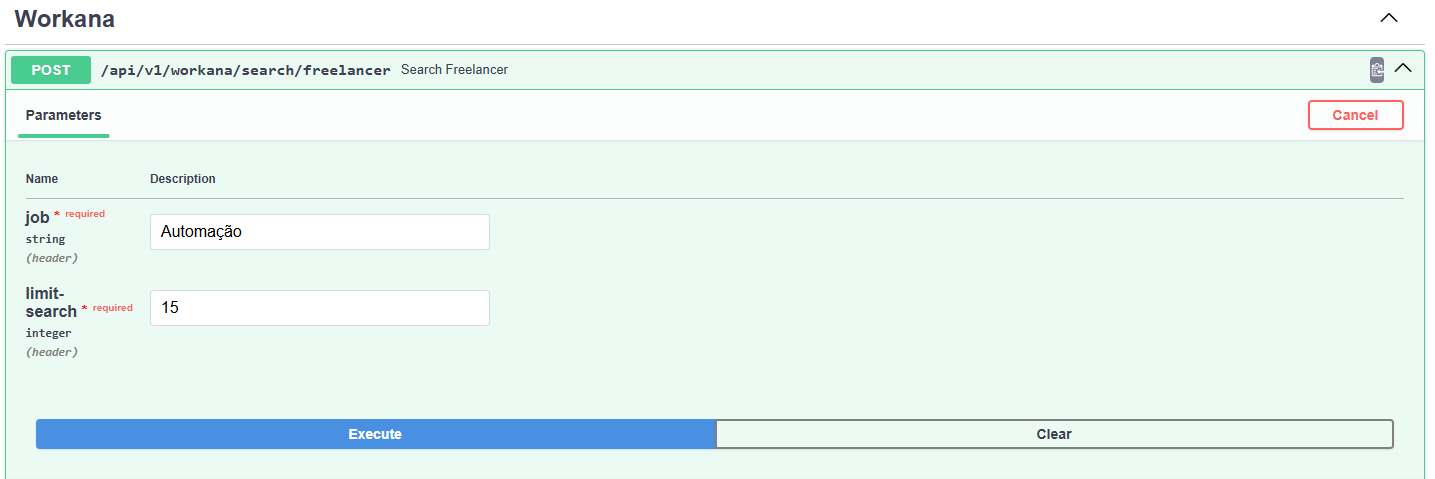 Workana
POST /api/v1/workana/search/freelancer Search Freelancer
Parameters
Cancel
Name Description
job * required
string
(header)
Automação
limit-
search * required
integer
(header)
15
Execute Clear